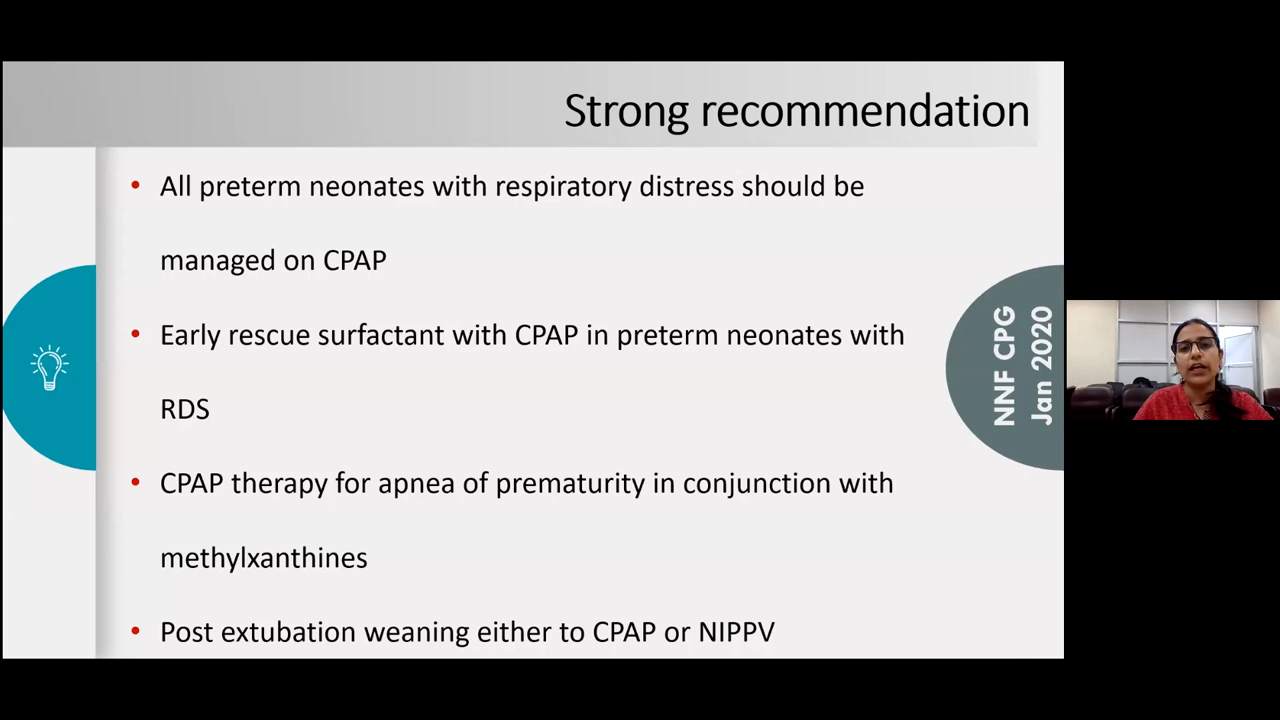 Strong recommendation
• All preterm neonates with respiratory distress should be
managed on CPAP
• Early rescue surfactant with CPAP in preterm neonates with
RDS
• CPAP therapy for apnea of prematurity in conjunction with
methylxanthines
• Post extubation weaning either to CPAP or NIPPV
NNF CPG
Jan 2020